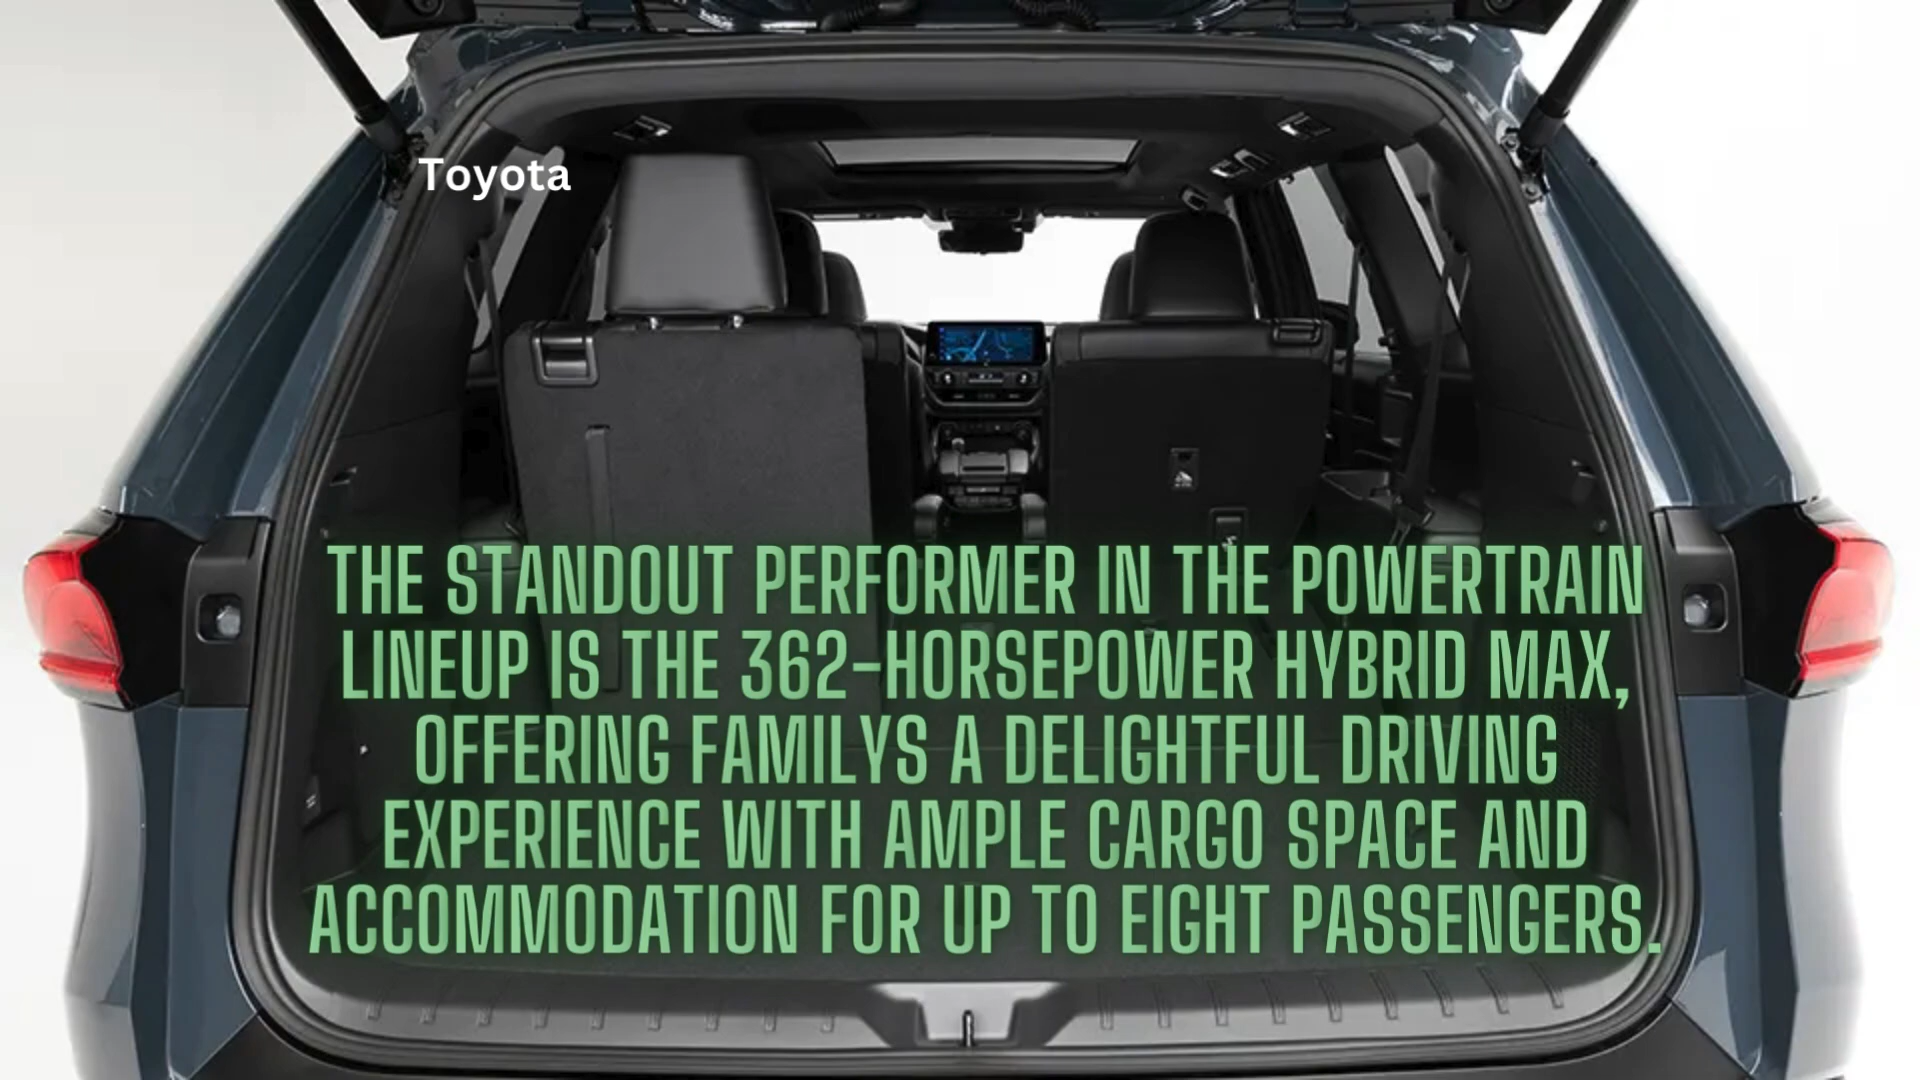 Toyota
THE STANDOUT PERFORMER IN THE POWERTRAIN
LINEUP IS THE 362-HORSEPOWER HYBRID MAX,
OFFERING FAMILYS A DELIGHTFUL DRIVING
EXPERIENCE WITH AMPLE CARGO SPACE AND
ACCOMMODATION FOR UP TO EIGHT PASSENGERS.